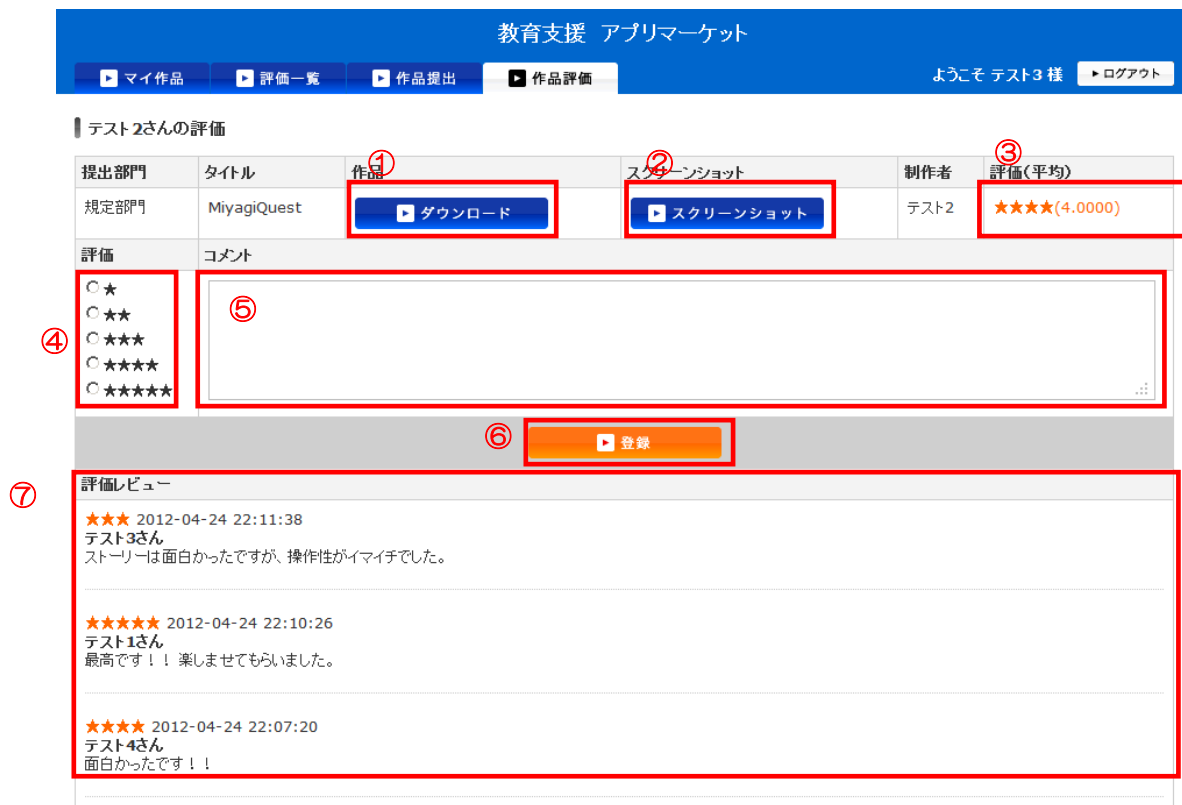 教育支援 アプリマーケット
マイ作品 評価一覧 作品提出 作品評価 ようこそ テスト3 様 ログアウト
テスト2さんの評価
① ② ③
提出部門 タイトル 作品 スクリーンショット 制作者 評価(平均)
規定部門 MiyagiQuest ダウンロード スクリーンショット テスト2 ★★★★(4.0000)
評価 コメント
★
⑤
★★
④ ★★★
★★★★
★★★★★
⑥ 登録
⑦ 評価レビュー
★★★ 2012-04-24 22:11:38
テスト3さん
ストーリーは面白かったですが、操作性がイマイチでした。
★★★★★ 2012-04-24 22:10:26
テスト1さん
最高です!! 楽しませてもらいました。
★★★★ 2012-04-24 22:07:20
テスト4さん
面白かったです!!